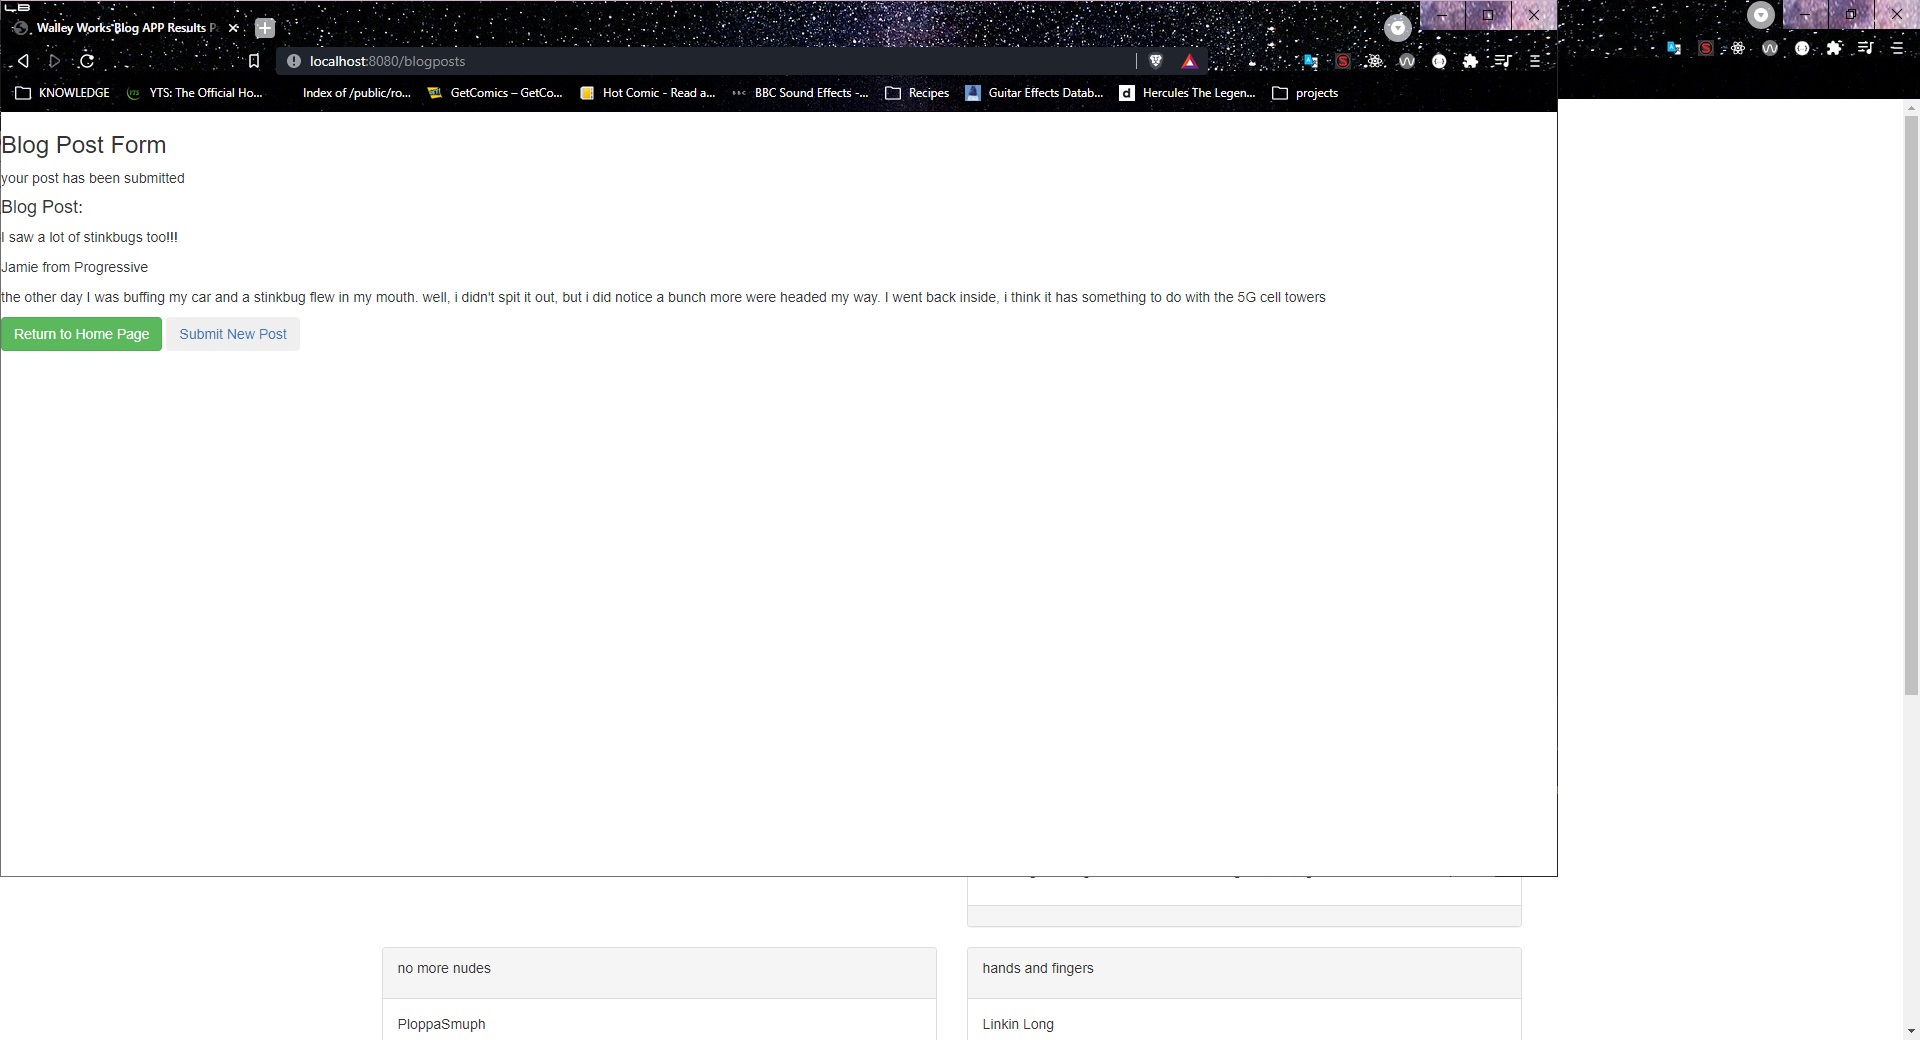 Walley Works Blog APP Results P
localhost:8080/blogposts
KNOWLEDGE
YTS: The Official Ho...
Index of /public/ro...
GetComics – GetCo...
Hot Comic - Read a...
BBC Sound Effects -...
Recipes
Guitar Effects Datab...
Hercules The Legen...
projects
Blog Post Form
your post has been submitted
Blog Post:
I saw a lot of stinkbugs too!!!
Jamie from Progressive
the other day I was buffing my car and a stinkbug flew in my mouth. well, i didn't spit it out, but i did notice a bunch more were headed my way. I went back inside, i think it has something to do with the 5G cell towers
Return to Home Page
Submit New Post
no more nudes
hands and fingers
PloppaSmuph
Linkin Long